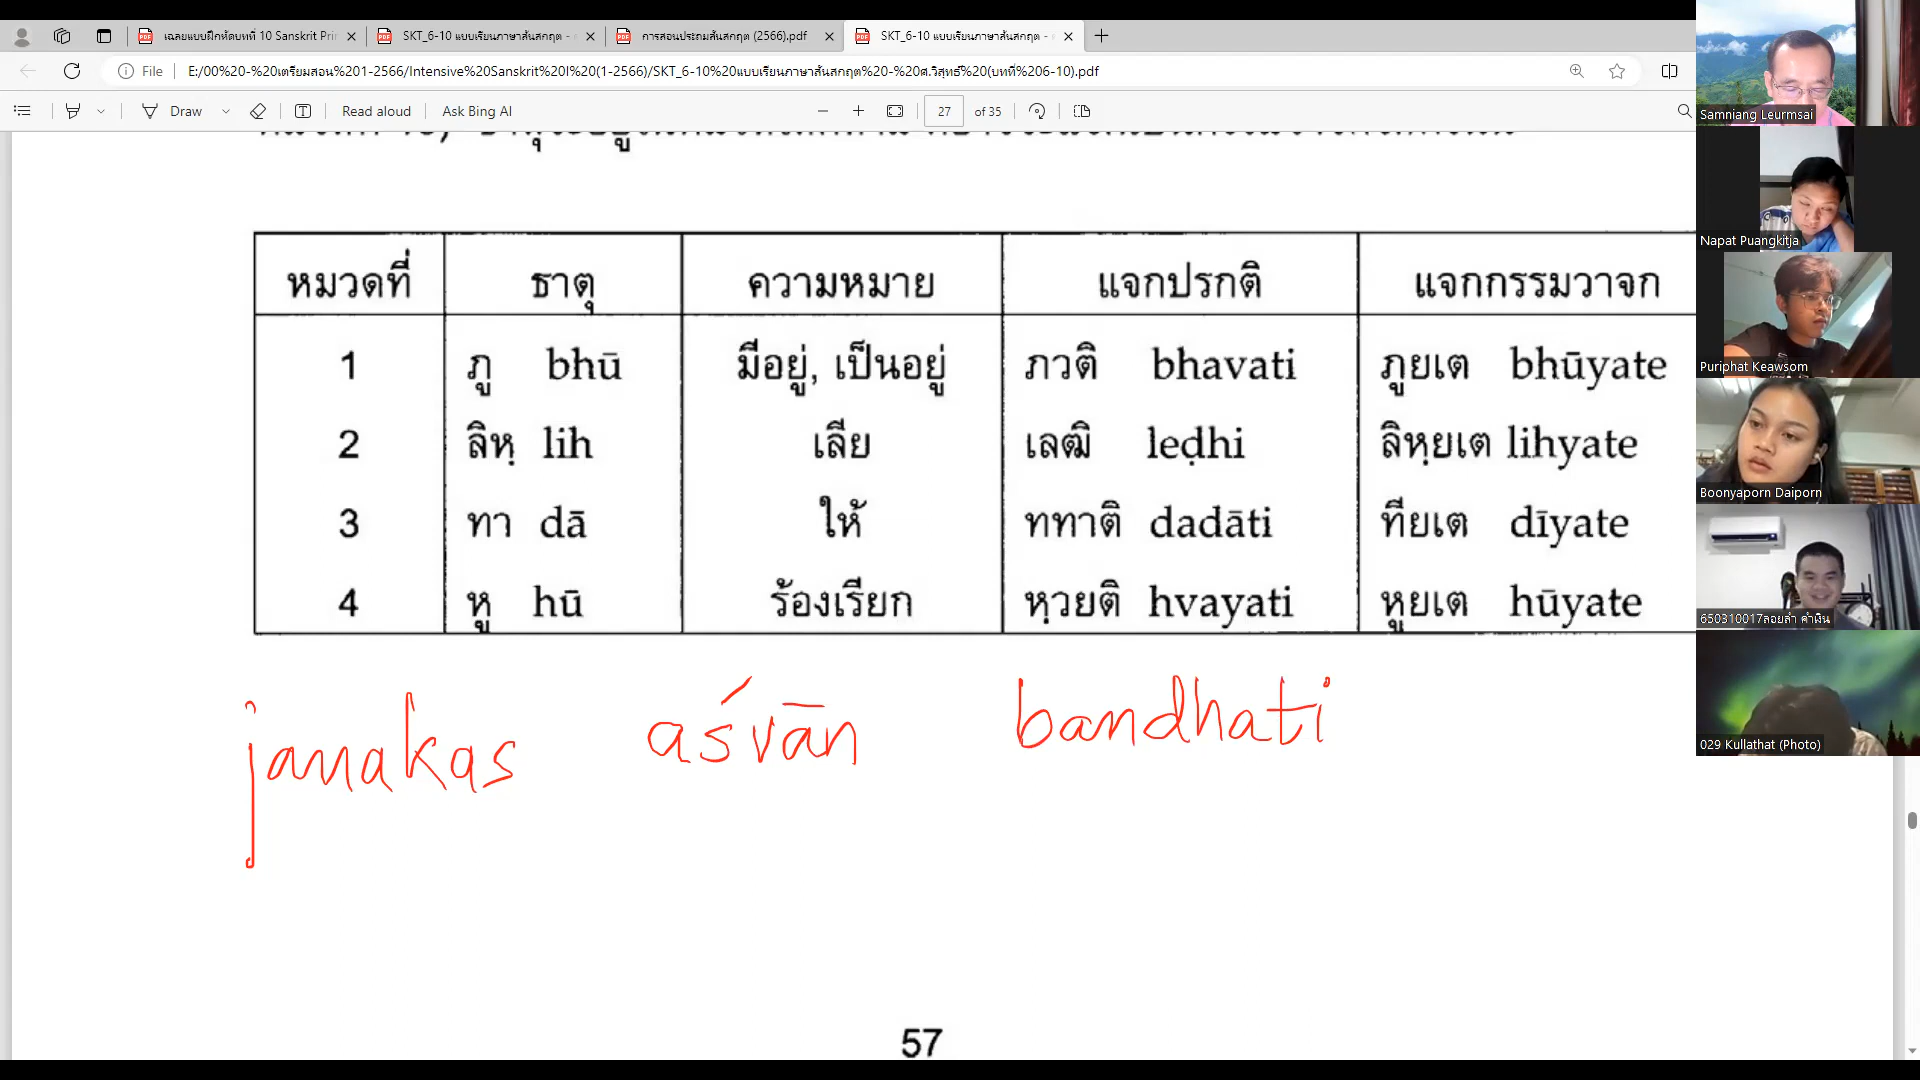 เฉลยแบบฝึกหัดบทที่ 10 Sanskrit Pri
SKT_6-10 แบบเรียนภาษาสันสกฤต -
การสอนประถมสันสกฤต (2566).pdf
SKT_6-10 แบบเรียนภาษาสันสกฤต -
File E:/00%20-%20เตรียมสอน%201-2566/Intensive%20Sanskrit%20I%20(1-2566)/SKT_6-10%20แบบเรียนภาษาสันสกฤต%20-%20ศ.วิสุทธ์%20(บทที่%206-10).pdf
Draw Read aloud Ask Bing AI 27 of 35
หมวดที่ ธาตุ ความหมาย แจกปรกติ แจกกรรมวาจก
1 ภู bhū มีอยู่, เป็นอยู่ ภวติ bhavati ภูยเต bhūyate
2 ลิหฺ lih เลีย เลฒิ leḍhi ลิหฺยเต lihyate
3 ทา dā ให้ ททาติ dadāti ทียเต dīyate
4 หู hū ร้องเรียก หฺวยติ hvayati หูยเต hūyate
janakas aśvān bandhati
57
Samniang Leurmsai
Napat Puangkitja
Puriphat Keawsom
Boonyaporn Daiporn
650310017ลอยลำ คำฝัน
029 Kullathat (Photo)